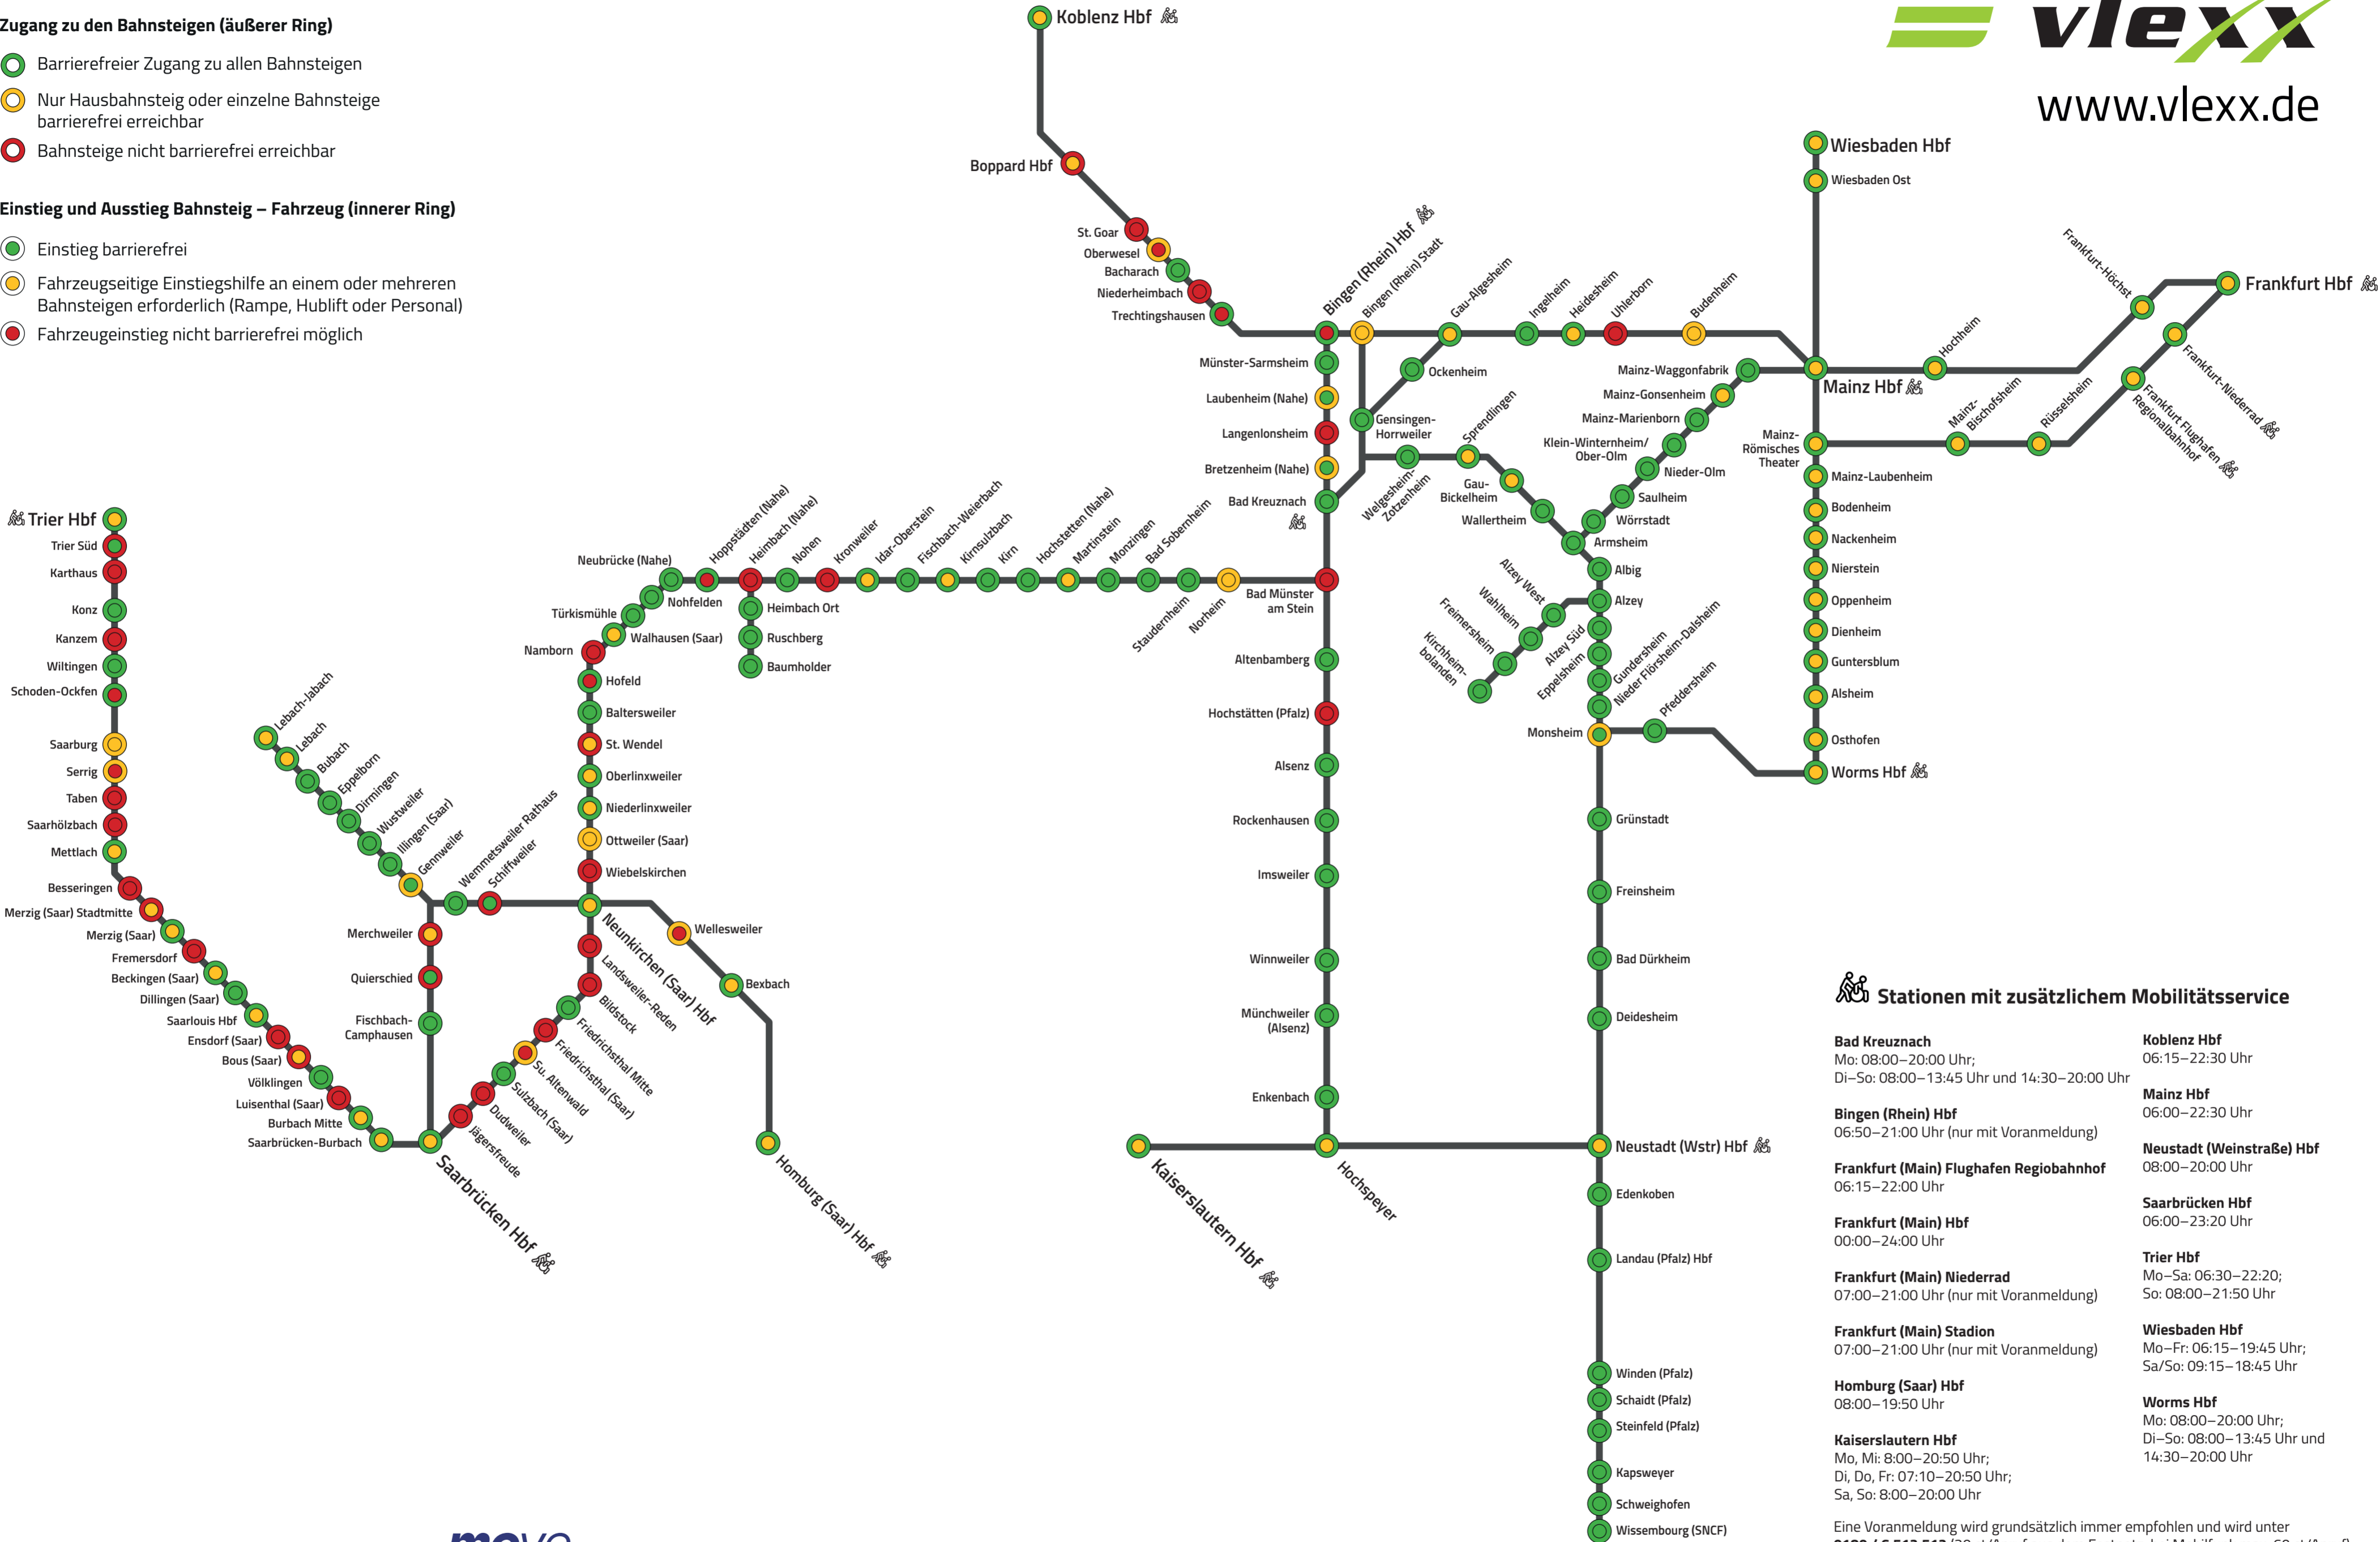 Zugang zu den Bahnsteigen (äußerer Ring)
Barrierefreier Zugang zu allen Bahnsteigen
Nur Hausbahnsteig oder einzelne Bahnsteige
barrierefrei erreichbar
Bahnsteige nicht barrierefrei erreichbar
Einstieg und Ausstieg Bahnsteig – Fahrzeug (innerer Ring)
Einstieg barrierefrei
Fahrzeugseitige Einstiegshilfe an einem oder mehreren
Bahnsteigen erforderlich (Rampe, Hublift oder Personal)
Fahrzeugeinstieg nicht barrierefrei möglich
vlexx
www.vlexx.de
Koblenz Hbf
Boppard Hbf
St. Goar
Oberwesel
Bacharach
Niederheimbach
Trechtingshausen
Bingen (Rhein) Hbf
Bingen (Rhein) Stadt
Gau-Algesheim
Ingelheim
Heidesheim
Uhlerborn
Budenheim
Wiesbaden Hbf
Wiesbaden Ost
Mainz Hbf
Hochheim
Frankfurt-Höchst
Frankfurt Hbf
Frankfurt-Niederrad
Frankfurt Flughafen
Regionalbahnhof
Rüsselsheim
Mainz-
Bischofsheim
Mainz-
Römisches
Theater
Mainz-Laubenheim
Bodenheim
Nackenheim
Nierstein
Oppenheim
Dienheim
Guntersblum
Alsheim
Osthofen
Worms Hbf
Mainz-Waggonfabrik
Mainz-Gonsenheim
Mainz-Marienborn
Klein-Winternheim/
Ober-Olm
Nieder-Olm
Saulheim
Wörrstadt
Armsheim
Ockenheim
Gensingen-
Horrweiler
Welgesheim-
Zotzenheim
Sprendlingen
Gau-
Bickelheim
Wallertheim
Albig
Alzey
Alzey West
Wahlheim
Freimersheim
Kirchheim-
bolanden
Alzey Süd
Eppelsheim
Gundersheim
Nieder Flörsheim-Dalsheim
Monsheim
Pfeddersheim
Grünstadt
Freinsheim
Bad Dürkheim
Deidesheim
Neustadt (Wstr) Hbf
Edenkoben
Landau (Pfalz) Hbf
Winden (Pfalz)
Schaidt (Pfalz)
Steinfeld (Pfalz)
Kapsweyer
Schweighofen
Wissembourg (SNCF)
Münster-Sarmsheim
Laubenheim (Nahe)
Langenlonsheim
Bretzenheim (Nahe)
Bad Kreuznach
Bad Münster
am Stein
Altenbamberg
Hochstätten (Pfalz)
Alsenz
Rockenhausen
Imsweiler
Winnweiler
Münchweiler
(Alsenz)
Enkenbach
Hochspeyer
Kaiserslautern Hbf
Norheim
Staudernheim
Bad Sobernheim
Monzingen
Martinstein
Hochstetten (Nahe)
Kirn
Kirnsulzbach
Fischbach-Weierbach
Idar-Oberstein
Kronweiler
Nohen
Heimbach (Nahe)
Heimbach Ort
Ruschberg
Baumholder
Hoppstädten (Nahe)
Neubrücke (Nahe)
Nohfelden
Türkismühle
Walhausen (Saar)
Namborn
Hofeld
Baltersweiler
St. Wendel
Oberlinxweiler
Niederlinxweiler
Ottweiler (Saar)
Wiebelskirchen
Neunkirchen (Saar) Hbf
Wellesweiler
Bexbach
Homburg (Saar) Hbf
Landsweiler-Reden
Bildstock
Friedrichsthal Mitte
Friedrichsthal (Saar)
Su. Altenwald
Sulzbach (Saar)
Dudweiler
Jägersfreude
Saarbrücken Hbf
Lebach-Jabach
Lebach
Bubach
Eppelborn
Dirmingen
Wustweiler
Illingen (Saar)
Gennweiler
Wemmetsweiler Rathaus
Schiffweiler
Merchweiler
Quierschied
Fischbach-
Camphausen
Trier Hbf
Trier Süd
Karthaus
Konz
Kanzem
Wiltingen
Schoden-Ockfen
Saarburg
Serrig
Taben
Saarhölzbach
Mettlach
Besseringen
Merzig (Saar) Stadtmitte
Merzig (Saar)
Fremersdorf
Beckingen (Saar)
Dillingen (Saar)
Saarlouis Hbf
Ensdorf (Saar)
Bous (Saar)
Völklingen
Luisenthal (Saar)
Burbach Mitte
Saarbrücken-Burbach
Stationen mit zusätzlichem Mobilitätsservice
Bad Kreuznach
Mo: 08:00–20:00 Uhr;
Di–So: 08:00–13:45 Uhr und 14:30–20:00 Uhr
Bingen (Rhein) Hbf
06:50–21:00 Uhr (nur mit Voranmeldung)
Frankfurt (Main) Flughafen Regiobahnhof
06:15–22:00 Uhr
Frankfurt (Main) Hbf
00:00–24:00 Uhr
Frankfurt (Main) Niederrad
07:00–21:00 Uhr (nur mit Voranmeldung)
Frankfurt (Main) Stadion
07:00–21:00 Uhr (nur mit Voranmeldung)
Homburg (Saar) Hbf
08:00–19:50 Uhr
Kaiserslautern Hbf
Mo, Mi: 8:00–20:50 Uhr;
Di, Do, Fr: 07:10–20:50 Uhr;
Sa, So: 8:00–20:00 Uhr
Koblenz Hbf
06:15–22:30 Uhr
Mainz Hbf
06:00–22:30 Uhr
Neustadt (Weinstraße) Hbf
08:00–20:00 Uhr
Saarbrücken Hbf
06:00–23:20 Uhr
Trier Hbf
Mo–Sa: 06:30–22:20;
So: 08:00–21:50 Uhr
Wiesbaden Hbf
Mo–Fr: 06:15–19:45 Uhr;
Sa/So: 09:15–18:45 Uhr
Worms Hbf
Mo: 08:00–20:00 Uhr;
Di–So: 08:00–13:45 Uhr und
14:30–20:00 Uhr
Eine Voranmeldung wird grundsätzlich immer empfohlen und wird unter